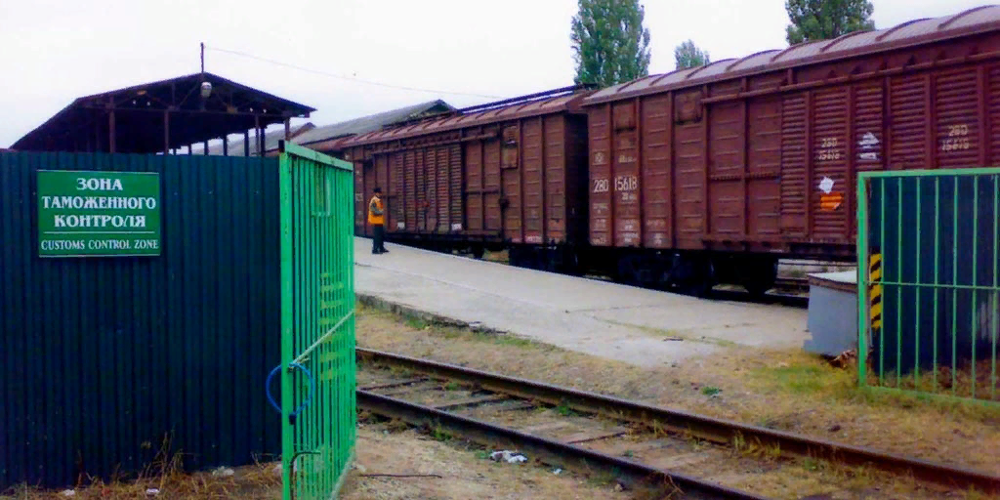 ЗОНА
ТАМОЖЕННОГО
КОНТРОЛЯ
CUSTOMS CONTROL ZONE
280 15618
280
15618
280
15618